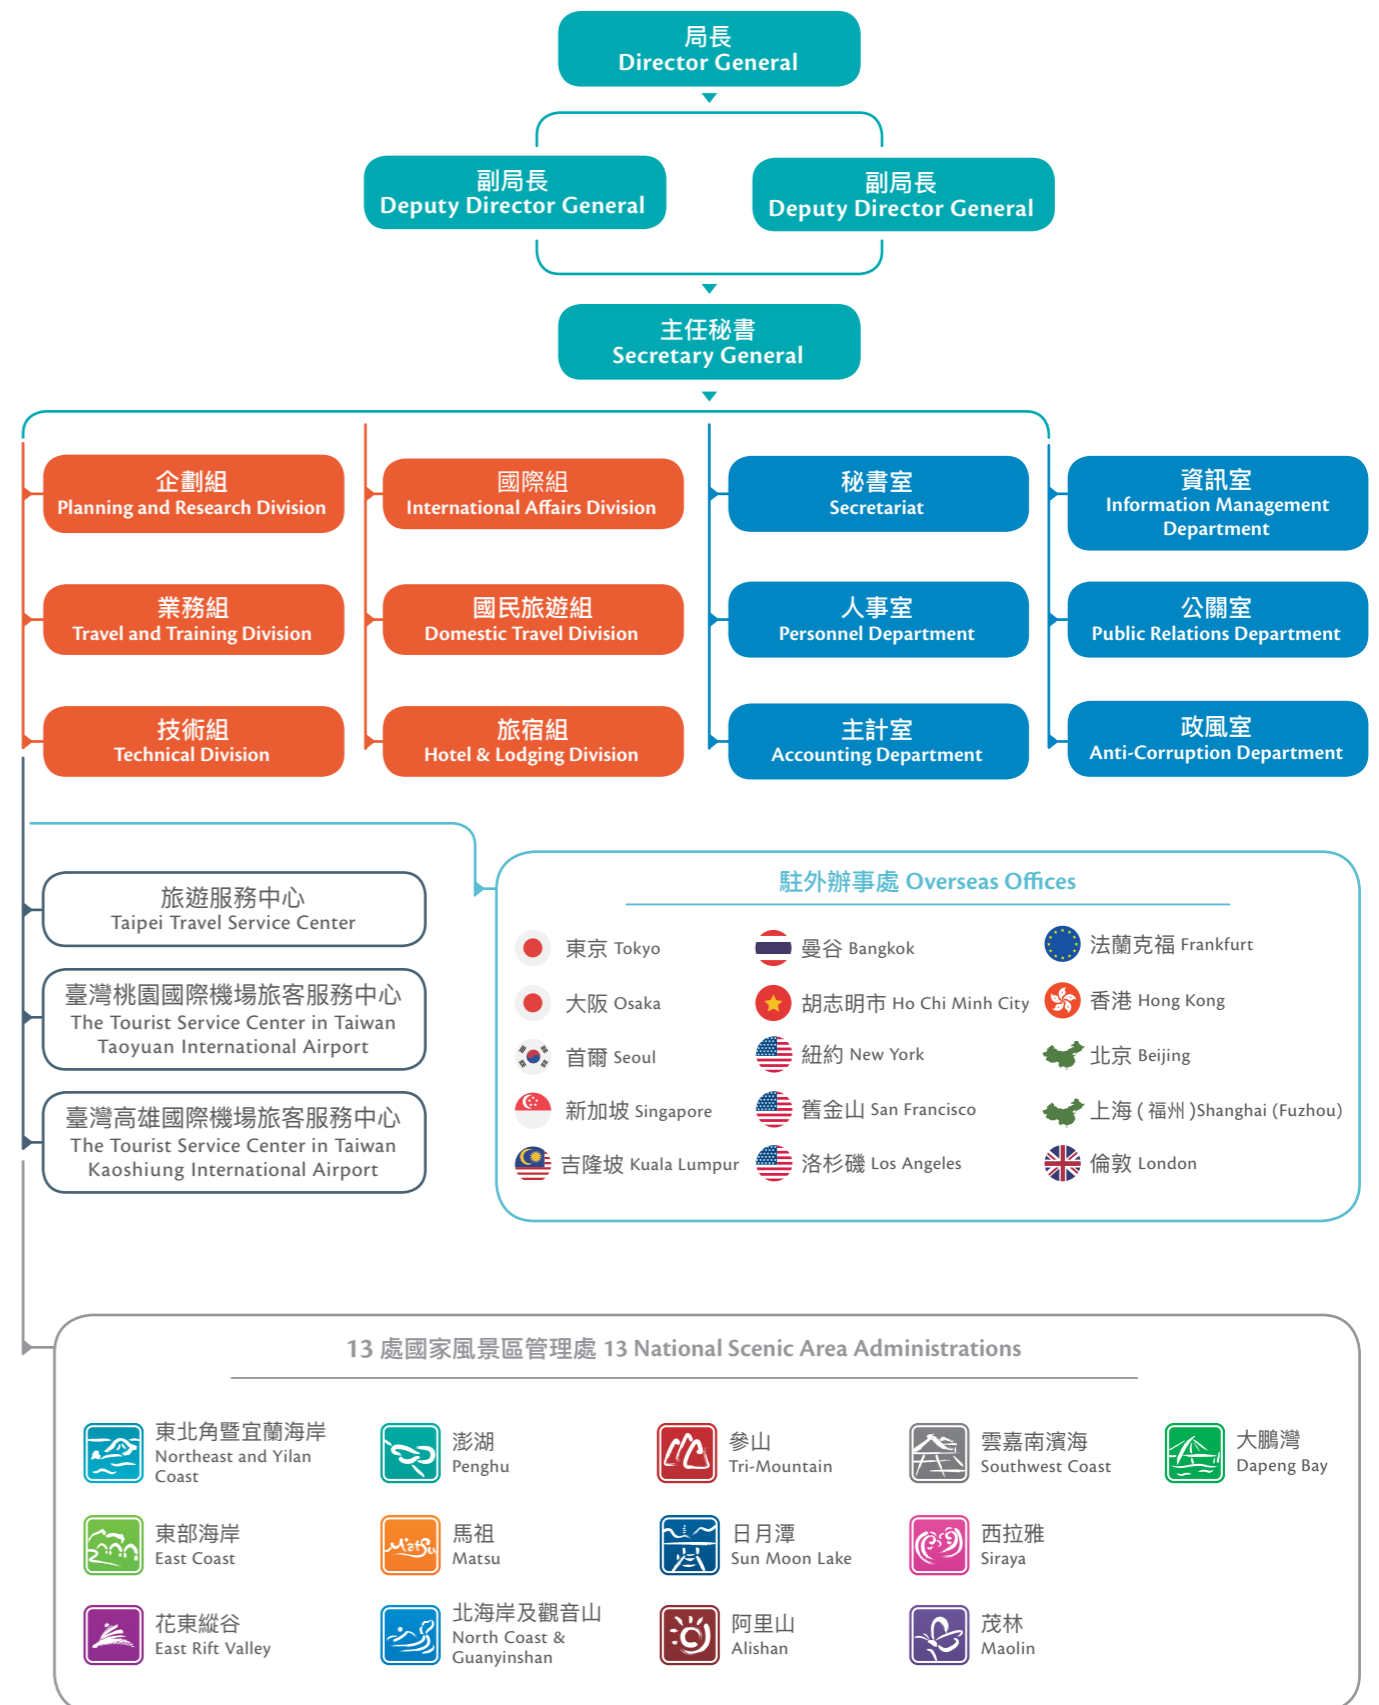 局長
Director General
副局長
Deputy Director General
副局長
Deputy Director General
主任秘書
Secretary General
企劃組
Planning and Research Division
國際組
International Affairs Division
秘書室
Secretariat
資訊室
Information Management
Department
業務組
Travel and Training Division
國民旅遊組
Domestic Travel Division
人事室
Personnel Department
公關室
Public Relations Department
技術組
Technical Division
旅宿組
Hotel & Lodging Division
主計室
Accounting Department
政風室
Anti-Corruption Department
旅遊服務中心
Taipei Travel Service Center
臺灣桃園國際機場旅客服務中心
The Tourist Service Center in Taiwan
Taoyuan International Airport
臺灣高雄國際機場旅客服務中心
The Tourist Service Center in Taiwan
Kaoshiung International Airport
駐外辦事處 Overseas Offices
東京 Tokyo
大阪 Osaka
首爾 Seoul
新加坡 Singapore
吉隆坡 Kuala Lumpur
曼谷 Bangkok
胡志明市 Ho Chi Minh City
紐約 New York
舊金山 San Francisco
洛杉磯 Los Angeles
法蘭克福 Frankfurt
香港 Hong Kong
北京 Beijing
上海 ( 福州 )Shanghai (Fuzhou)
倫敦 London
13 處國家風景區管理處 13 National Scenic Area Administrations
東北角暨宜蘭海岸
Northeast and Yilan
Coast
澎湖
Penghu
參山
Tri-Mountain
雲嘉南濱海
Southwest Coast
大鵬灣
Dapeng Bay
東部海岸
East Coast
Matsu
馬祖
Matsu
日月潭
Sun Moon Lake
西拉雅
Siraya
花東縱谷
East Rift Valley
北海岸及觀音山
North Coast &
Guanyinshan
阿里山
Alishan
茂林
Maolin